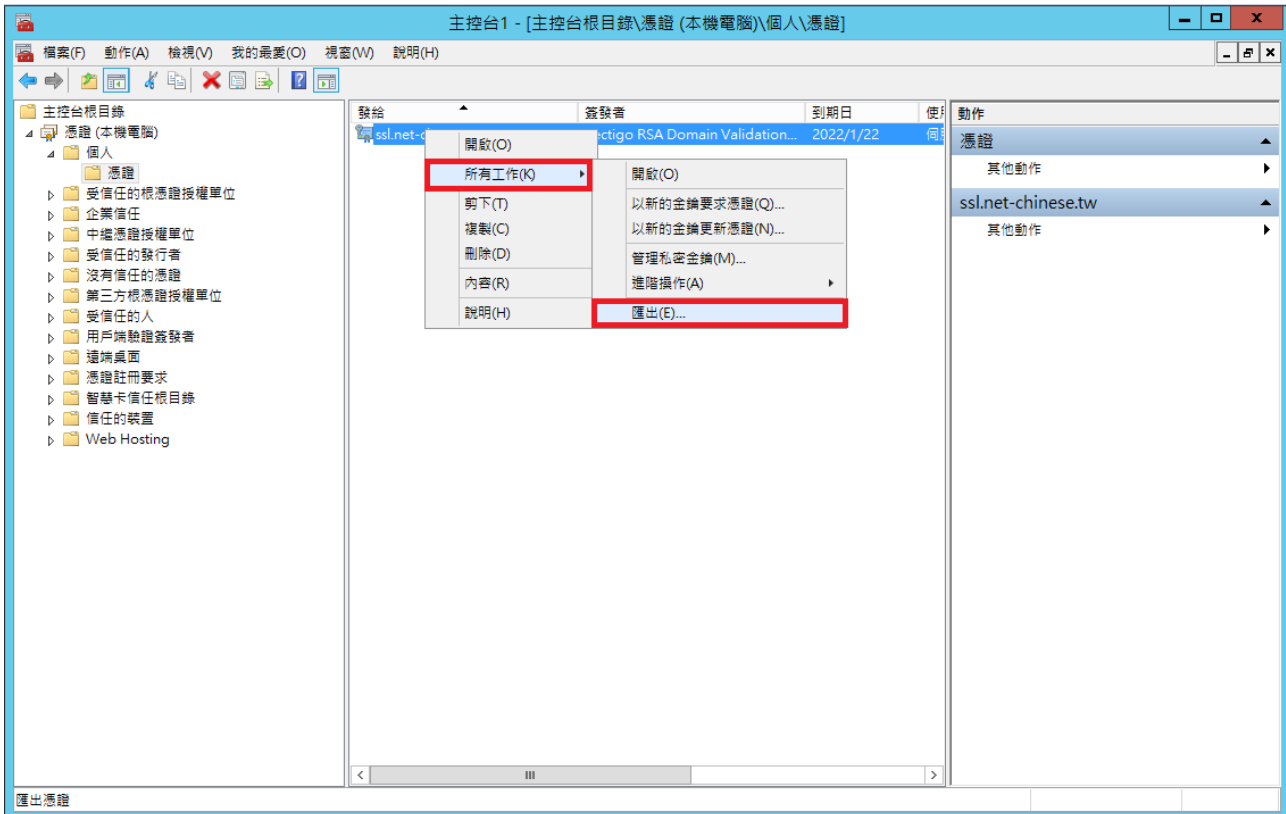 主控台1 - [主控台根目錄\憑證 (本機電腦)\個人\憑證]
檔案(F) 動作(A) 檢視(V) 我的最愛(O) 視窗(W) 說明(H)
主控台根目錄
憑證 (本機電腦)
個人
憑證
受信任的根憑證授權單位
企業信任
中繼憑證授權單位
受信任的發行者
沒有信任的憑證
第三方根憑證授權單位
受信任的人
用戶端驗證簽發者
遠端桌面
憑證註冊要求
智慧卡信任根目錄
信任的裝置
Web Hosting
發給 簽發者 到期日
ssl.net- RSA Domain Validation... 2022/1/22
開啟(O)
所有工作(K)
剪下(T)
複製(C)
刪除(D)
內容(R)
說明(H)
開啟(O)
以新的金鑰要求憑證(Q)...
以新的金鑰更新憑證(N)...
管理私密金鑰(M)...
進階操作(A)
匯出(E)...
動作
憑證
其他動作
ssl.net-chinese.tw
其他動作
匯出憑證